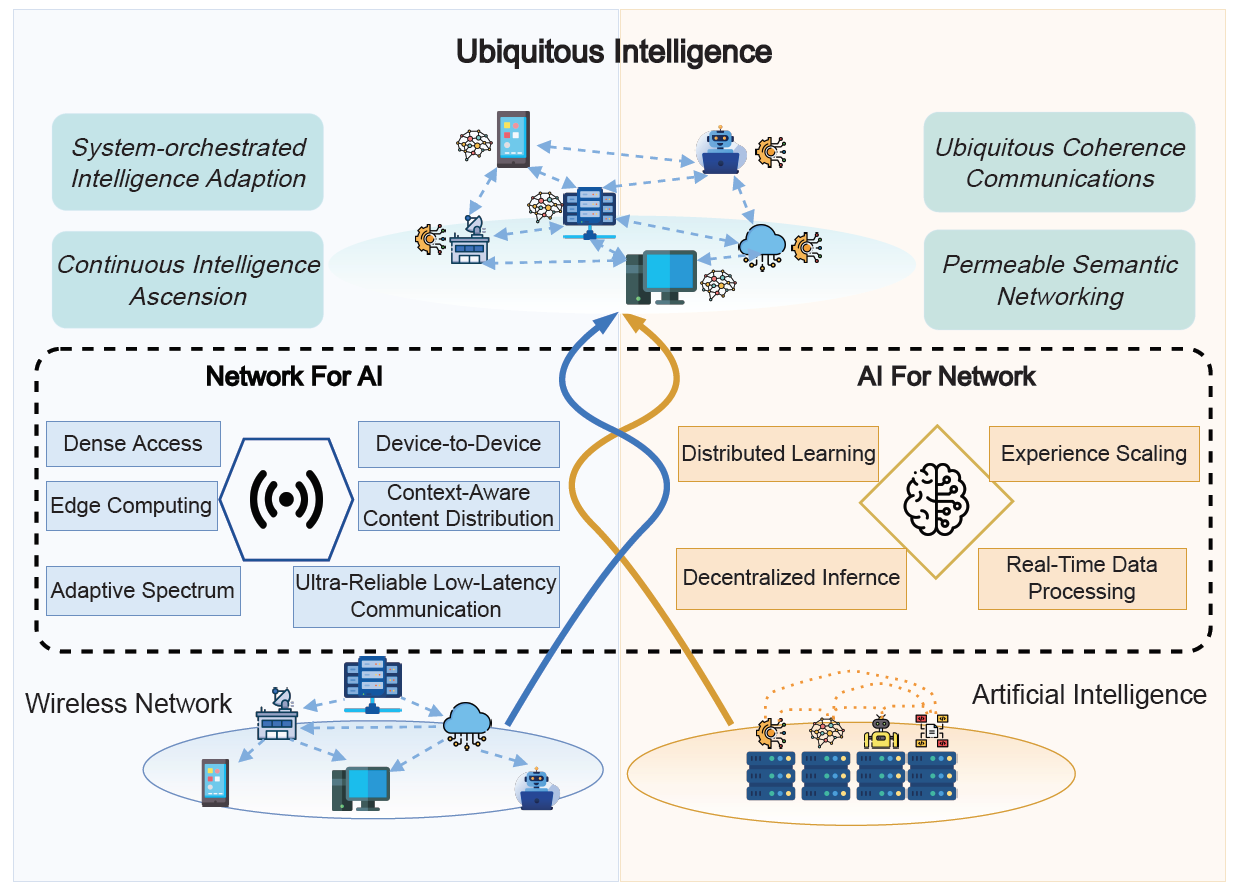 Ubiquitous Intelligence
System-orchestrated
Intelligence Adaption
Continuous Intelligence
Ascension
Ubiquitous Coherence
Communications
Permeable Semantic
Networking
Network For AI
Dense Access
Device-to-Device
Edge Computing
Context-Aware
Content Distribution
Adaptive Spectrum
Ultra-Reliable Low-Latency
Communication
AI For Network
Distributed Learning
Experience Scaling
Decentralized Infernce
Real-Time Data
Processing
Wireless Network
Artificial Intelligence